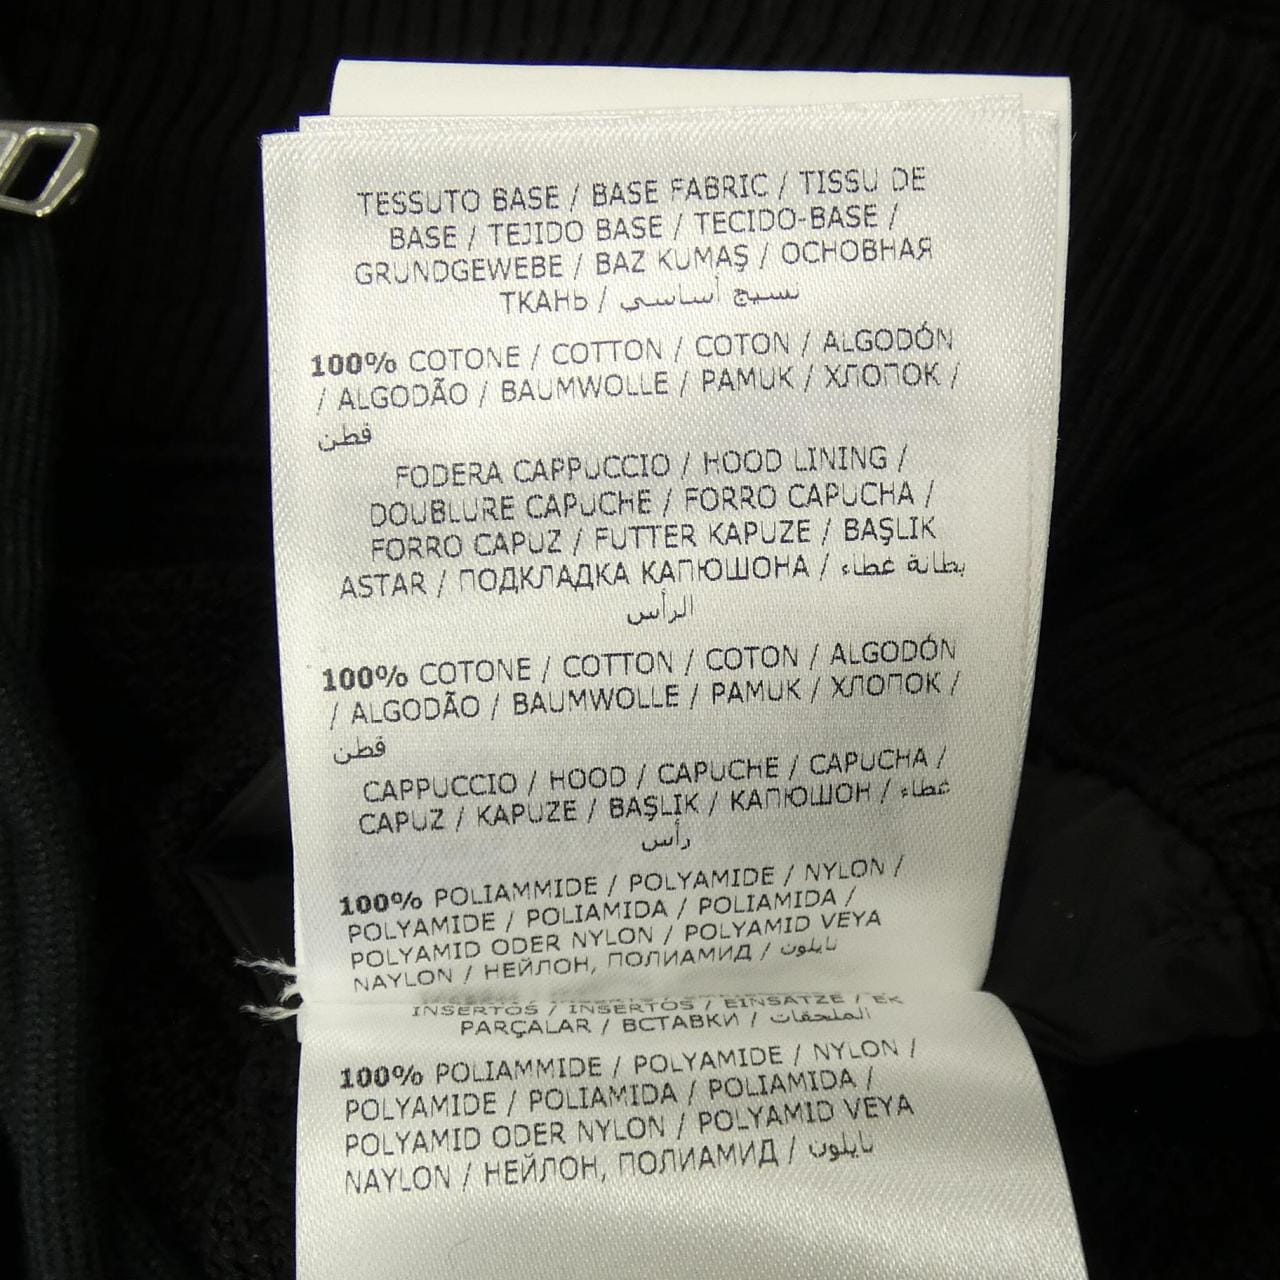 TESSUTO BASE / BASE FABRIC / TISSU DE
BASE / TEJIDO BASE / TECIDO-BASE /
GRUNDGEWEBE / BAZ KUMAŞ / ОСНОВНАЯ
ТКАНЬ / نسيج أساسي
100% COTONE / COTTON / COTON / ALGODÓN
/ ALGODÃO / BAUMWOLLE / PAMUK / ХЛОПОК /
قطن
FODERA CAPPUCCIO / HOOD LINING /
DOUBLURE CAPUCHE / FORRO CAPUCHA /
FORRO CAPUZ / FUTTER KAPUZE / BAŞLIK
ASTAR / ПОДКЛАДКА КАПЮШОНА / بطانة غطاء
الرأس
100% COTONE / COTTON / COTON / ALGODÓN
/ ALGODÃO / BAUMWOLLE / PAMUK / ХЛОПОК /
قطن
CAPPUCCIO / HOOD / CAPUCHE / CAPUCHA /
CAPUZ / KAPUZE / BAŞLIK / КАПЮШОН / غطاء
رأس
100% POLIAMMIDE / POLYAMIDE / NYLON /
POLYAMIDE / POLIAMIDA / POLIAMIDA /
POLYAMID ODER NYLON / POLYAMID VEYA
NAYLON / НЕЙЛОН, ПОЛИАМИД / نايلون
INSERTOS / INSERTOS / EINSÄTZE / EK
PARÇALAR / ВСТАВКИ / الملحقات
100% POLIAMMIDE / POLYAMIDE / NYLON /
POLYAMIDE / POLIAMIDA / POLIAMIDA /
POLYAMID ODER NYLON / POLYAMID VEYA
NAYLON / НЕЙЛОН, ПОЛИАМИД / نايلون